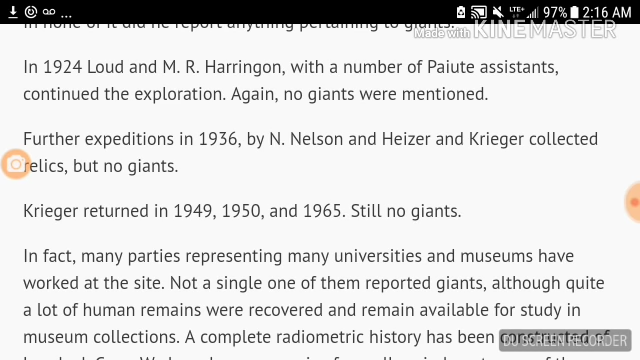 ... LTE+ 97% 2:16 AM
In none of it did he report anything pertaining to giants.
Made with KINEMASTER
In 1924 Loud and M. R. Harringon, with a number of Paiute assistants,
continued the exploration. Again, no giants were mentioned.
Further expeditions in 1936, by N. Nelson and Heizer and Krieger collected
relics, but no giants.
Krieger returned in 1949, 1950, and 1965. Still no giants.
In fact, many parties representing many universities and museums have
worked at the site. Not a single one of them reported giants, although quite
a lot of human remains were recovered and remain available for study in
museum collections. A complete radiometric history has been constructed of
DU SCREEN RECORDER